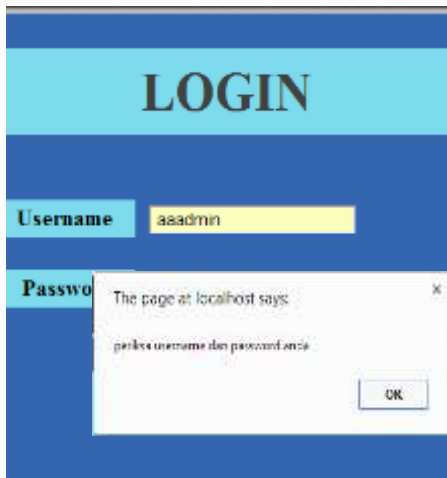 LOGIN
Username aaadmin
Passwo
The page at localhost says: ×
periksa username dan password anda
OK